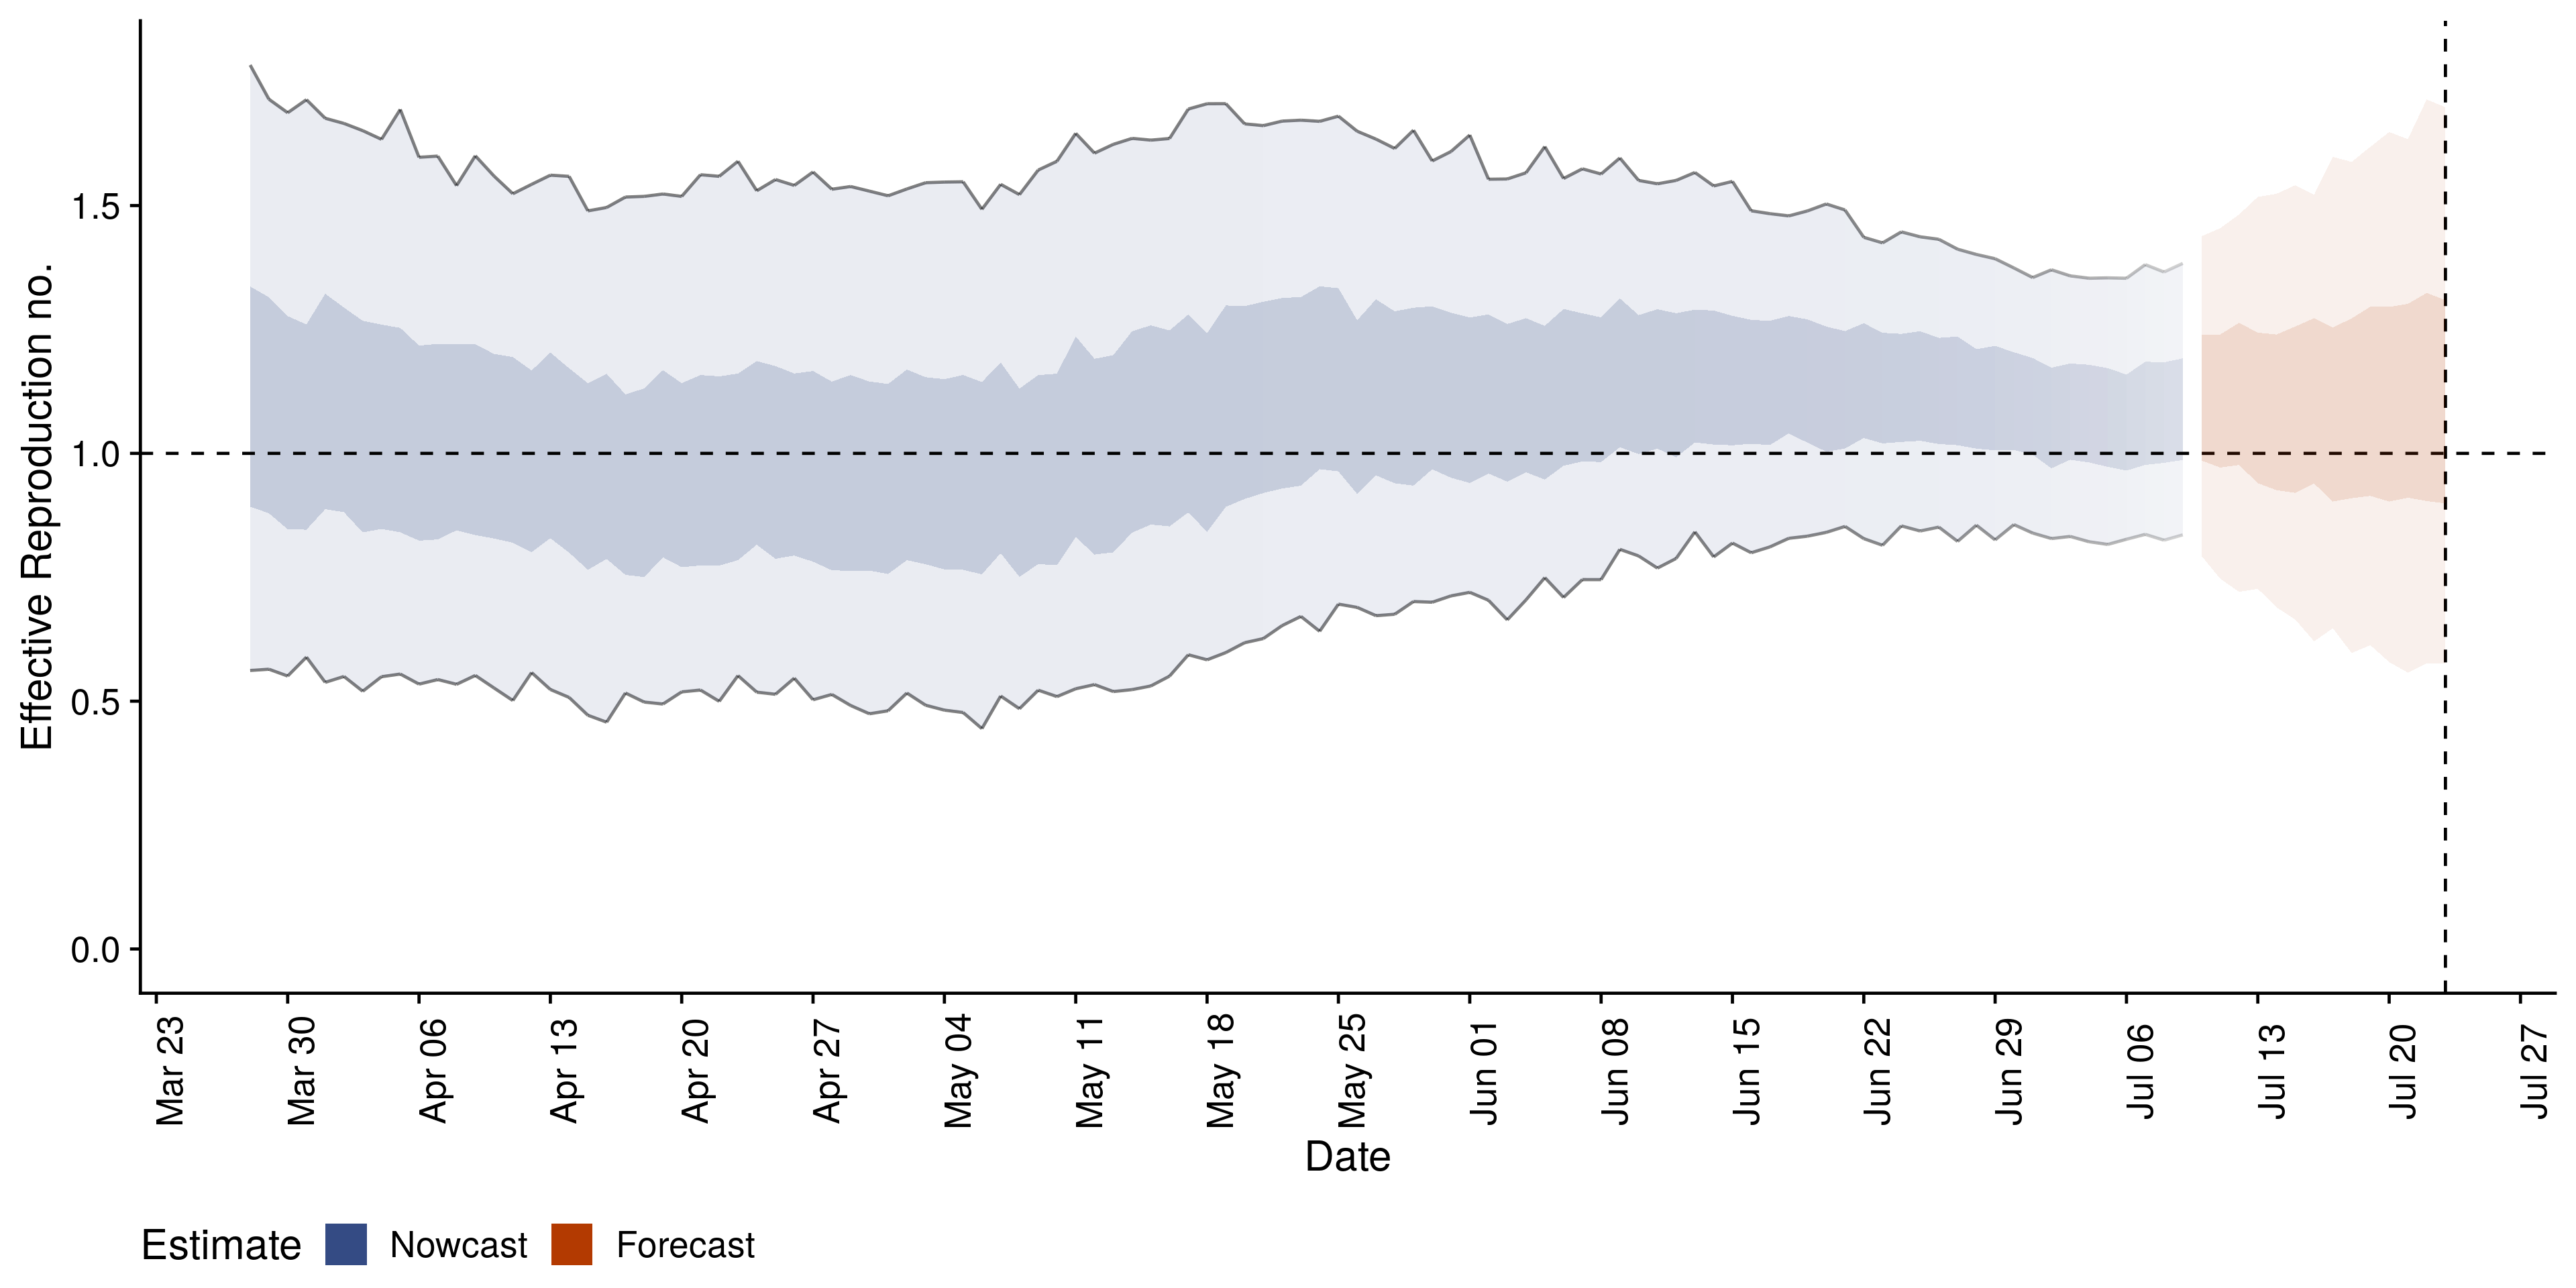 Effective Reproduction no.
1.5
1.0
0.5
0.0
Mar 23
Mar 30
Apr 06
Apr 13
Apr 20
Apr 27
May 04
May 11
May 18
May 25
Jun 01
Jun 08
Jun 15
Jun 22
Jun 29
Jul 06
Jul 13
Jul 20
Jul 27
Date
Estimate Nowcast Forecast